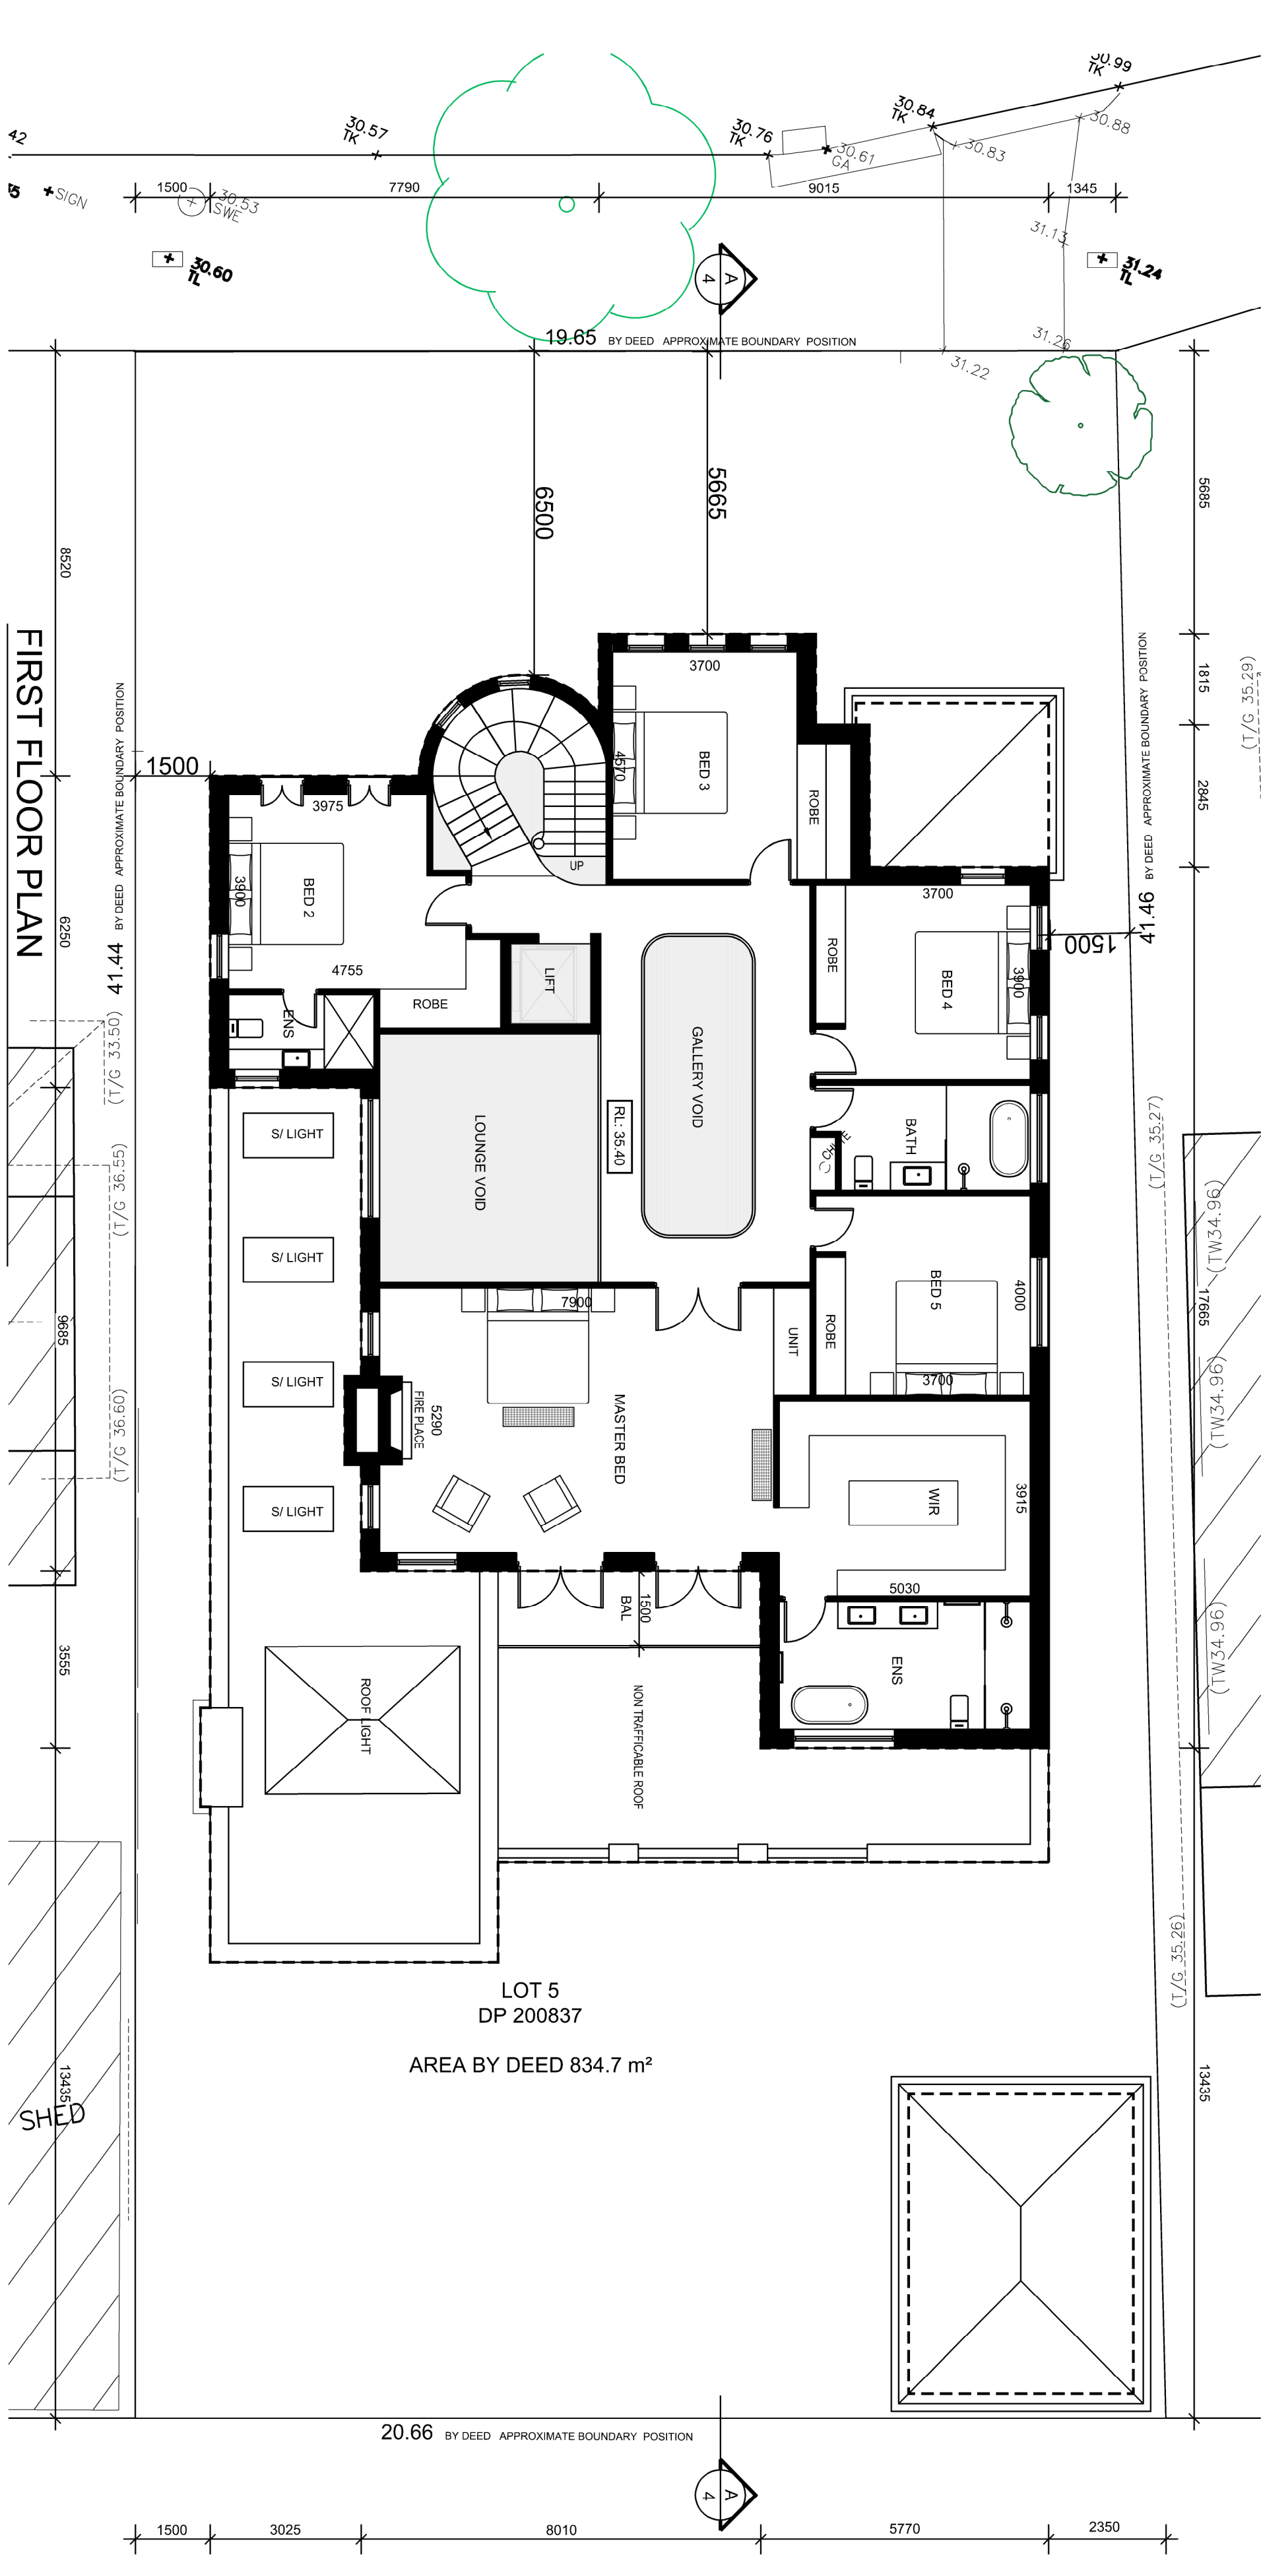 30.99
TK
30.84
TK
30.88
42
30.57
TK
30.76
TK
30.61
GA
30.83
SIGN
1500
30.53
SWE
7790
9015
1345
31.13
30.60
TL
A
4
31.24
TL
19.65 BY DEED APPROXIMATE BOUNDARY POSITION
31.26
31.22
6500
5665
5685
8520
FIRST FLOOR PLAN
41.44 BY DEED APPROXIMATE BOUNDARY POSITION
41.46 BY DEED APPROXIMATE BOUNDARY POSITION
(T/G 35.29)
3700
1815
1500
3975
4570
BED 3
ROBE
2845
UP
3900
BED 2
3700
6250
4755
ROBE
LIFT
ROBE
BED 4
3900
1500
ENS
(T/G 33.50)
GALLERY VOID
LOUNGE VOID
RL: 35.40
S/ LIGHT
BATH
(T/G 35.27)
(T/G 36.55)
(TW34.96)
S/ LIGHT
7900
BED 5
4000
17665
9685
UNIT
ROBE
S/ LIGHT
3700
FIRE PLACE
5290
MASTER BED
(T/G 36.60)
(TW34.96)
S/ LIGHT
WIR
3915
5030
BAL
1500
3555
ROOF LIGHT
NON TRAFFICABLE ROOF
ENS
(TW34.96)
(T/G 35.26)
LOT 5
DP 200837
AREA BY DEED 834.7 m²
13435
SHED
13435
20.66 BY DEED APPROXIMATE BOUNDARY POSITION
A
4
1500
3025
8010
5770
2350